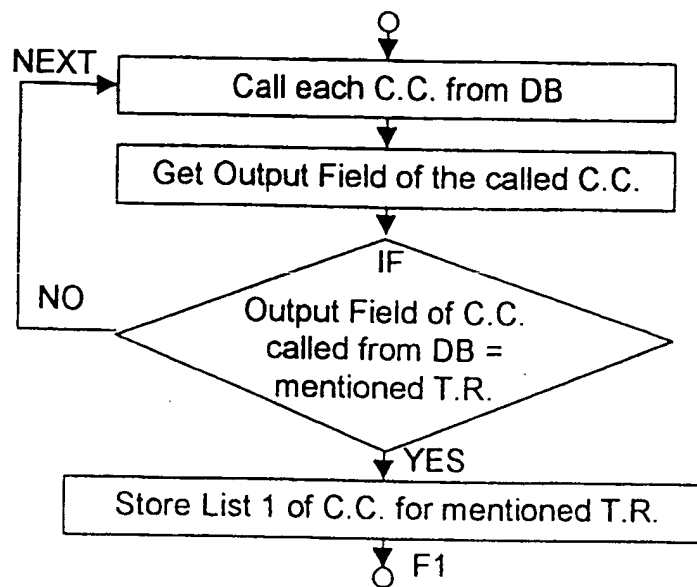 NEXT
Call each C.C. from DB
Get Output Field of the called C.C.
IF
NO
Output Field of C.C.
called from DB =
mentioned T.R.
YES
Store List 1 of C.C. for mentioned T.R.
F1